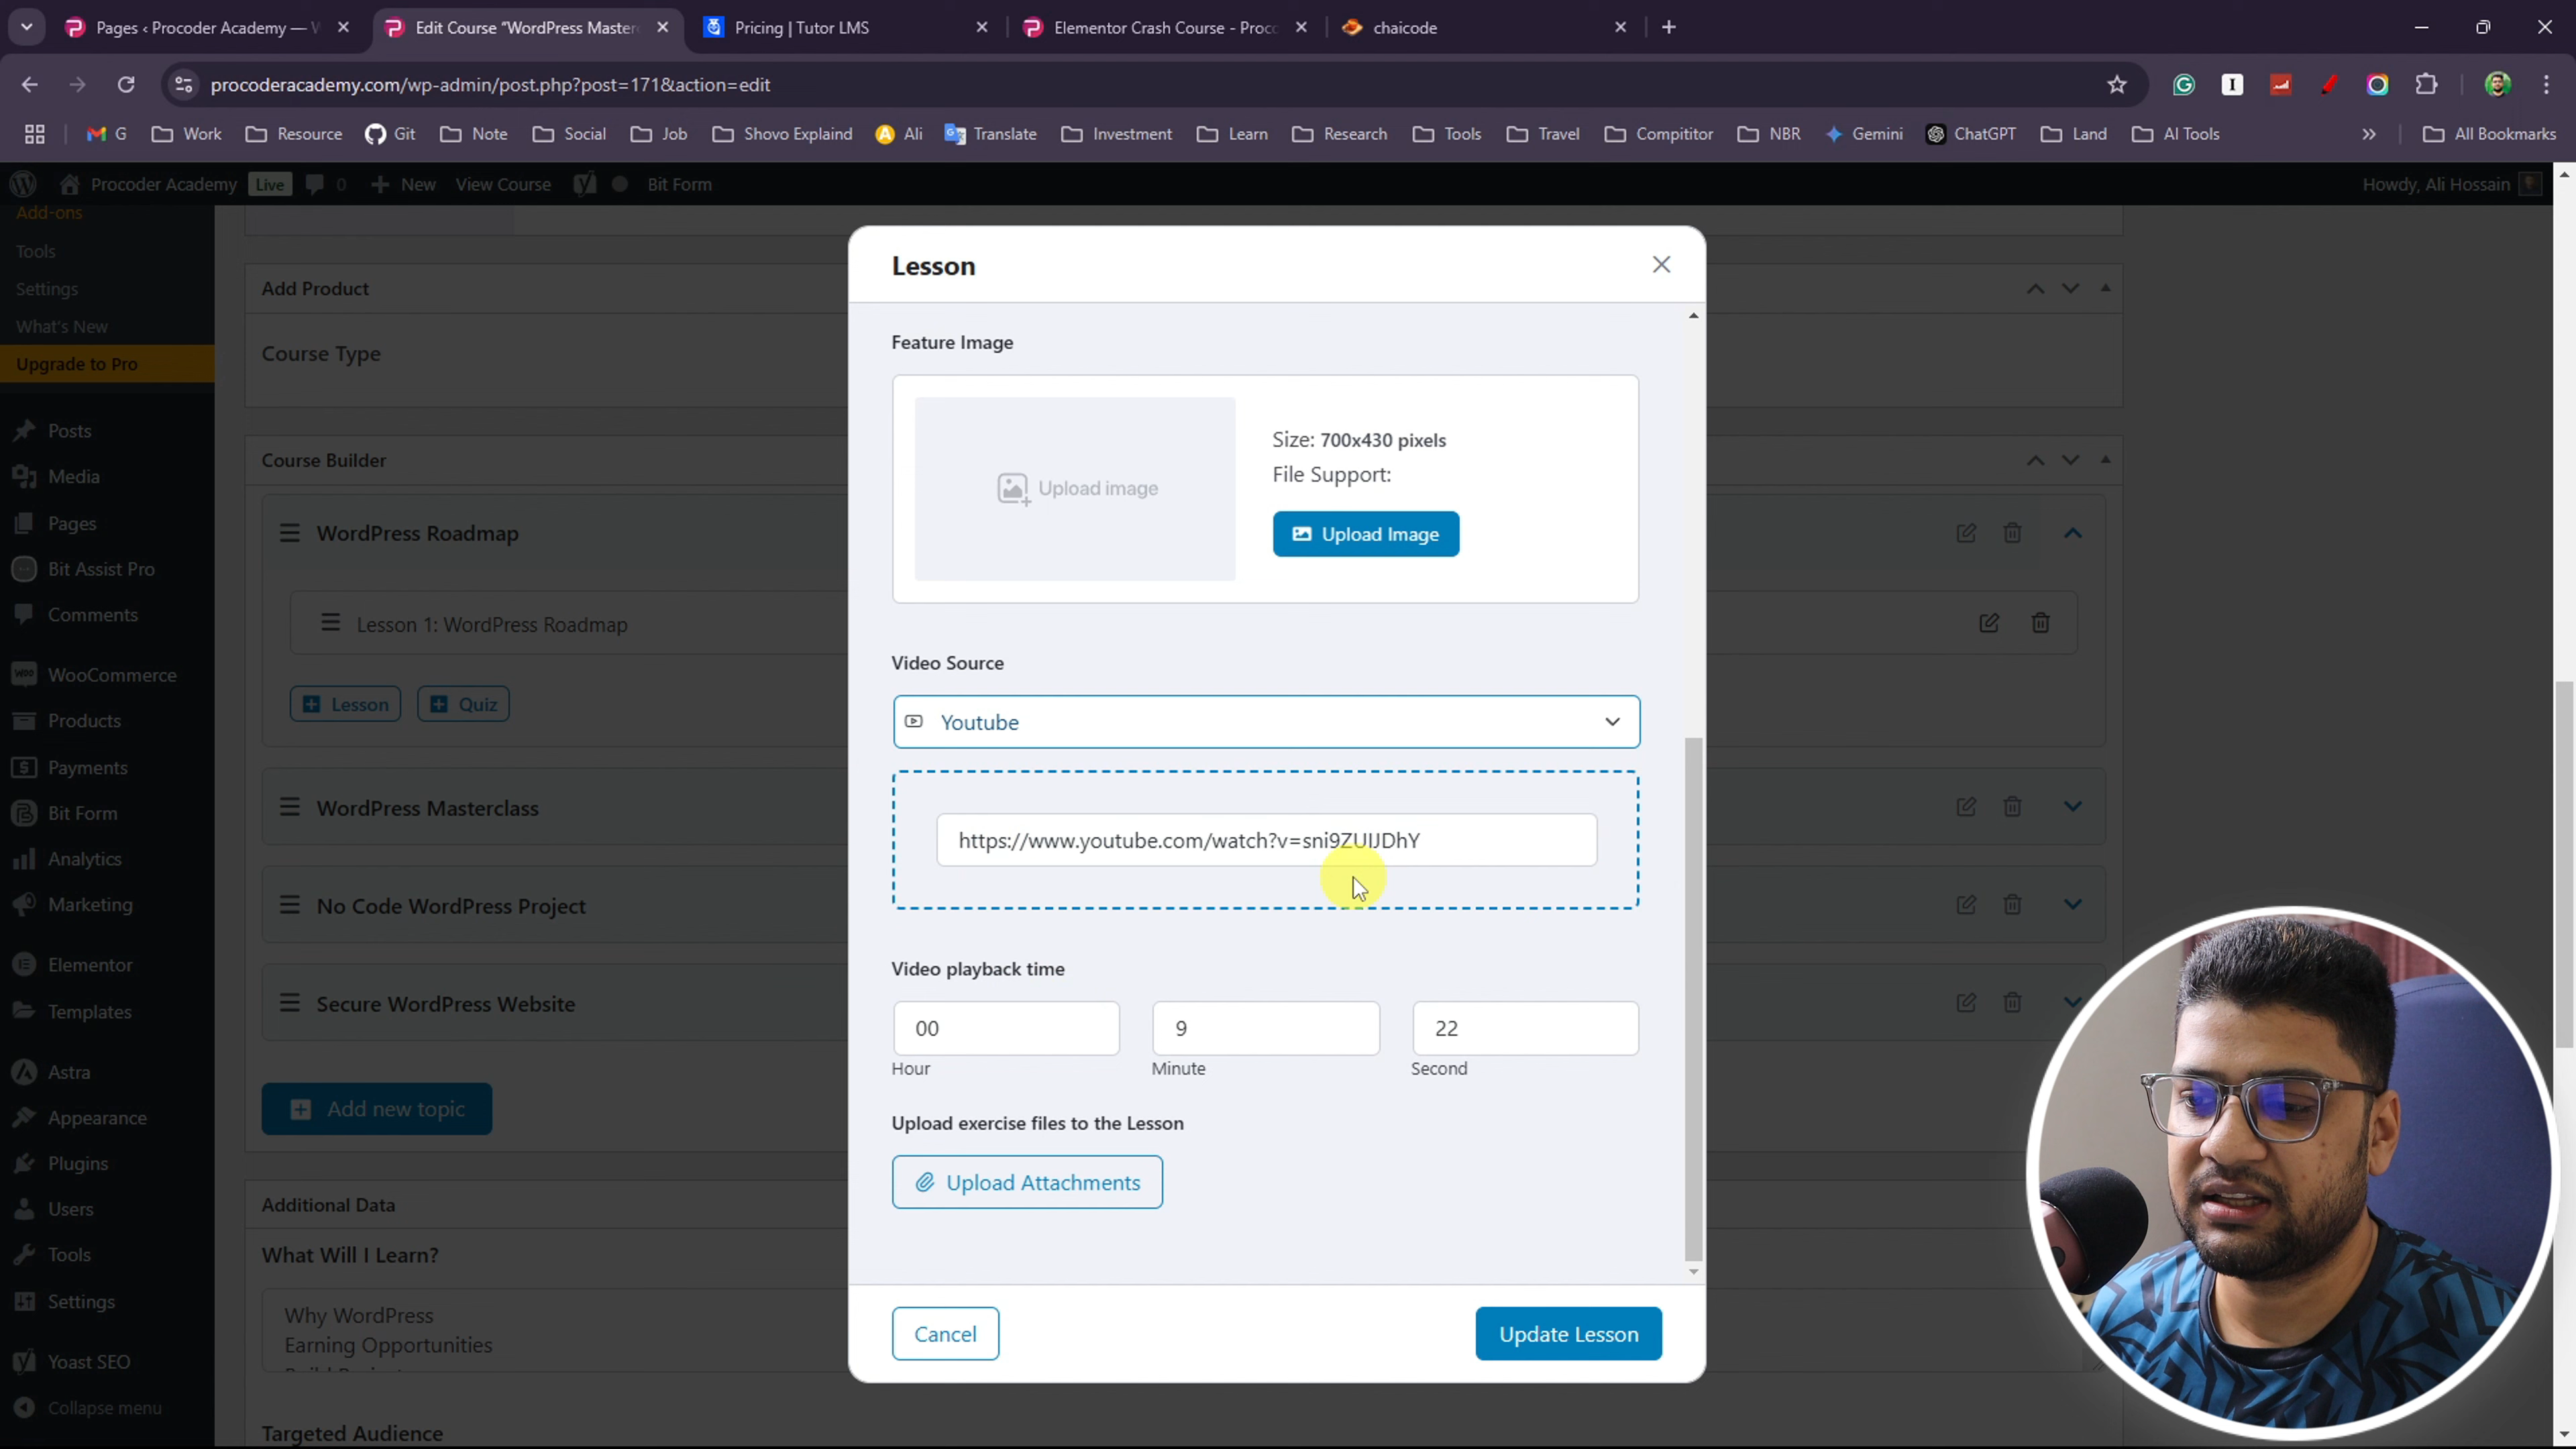 Pages ‹ Procoder Academy — W
Edit Course “WordPress Master
Pricing | Tutor LMS
Elementor Crash Course - Proc
chaicode
procoderacademy.com/wp-admin/post.php?post=171&action=edit
G
Work
Resource
Git
Note
Social
Job
Shovo Explaind
Ali
Translate
Investment
Learn
Research
Tools
Travel
Compititor
NBR
Gemini
ChatGPT
Land
AI Tools
All Bookmarks
Procoder Academy
Live
0
New
View Course
Bit Form
Howdy, Ali Hossain
Add-ons
Tools
Settings
What's New
Upgrade to Pro
Posts
Media
Pages
Bit Assist Pro
Comments
WooCommerce
Products
Payments
Bit Form
Analytics
Marketing
Elementor
Templates
Astra
Appearance
Plugins
Users
Tools
Settings
Yoast SEO
Collapse menu
Add Product
Course Type
Course Builder
WordPress Roadmap
Lesson 1: WordPress Roadmap
Lesson
Quiz
WordPress Masterclass
No Code WordPress Project
Secure WordPress Website
Add new topic
Additional Data
What Will I Learn?
Why WordPress
Earning Opportunities
Targeted Audience
Lesson
Feature Image
Upload image
Size: 700x430 pixels
File Support:
Upload Image
Video Source
Youtube
https://www.youtube.com/watch?v=sni9ZUIJDhY
Video playback time
00
9
22
Hour
Minute
Second
Upload exercise files to the Lesson
Upload Attachments
Cancel
Update Lesson